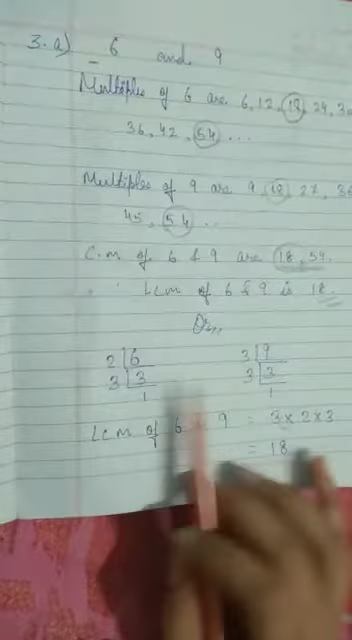 3. a) 6 and 9
Multiples of 6 are 6, 12, 18, 24, 30
36, 42, 54 ...
Multiples of 9 are 9, 18, 27, 36
45, 54 ...
C.M of 6 & 9 are 18, 54.
∴ LCM of 6 & 9 is 18.
Or,
2 6 3 9
3 3 3 3
1 1
LCM of 6 & 9 = 3 x 2 x 3
= 18